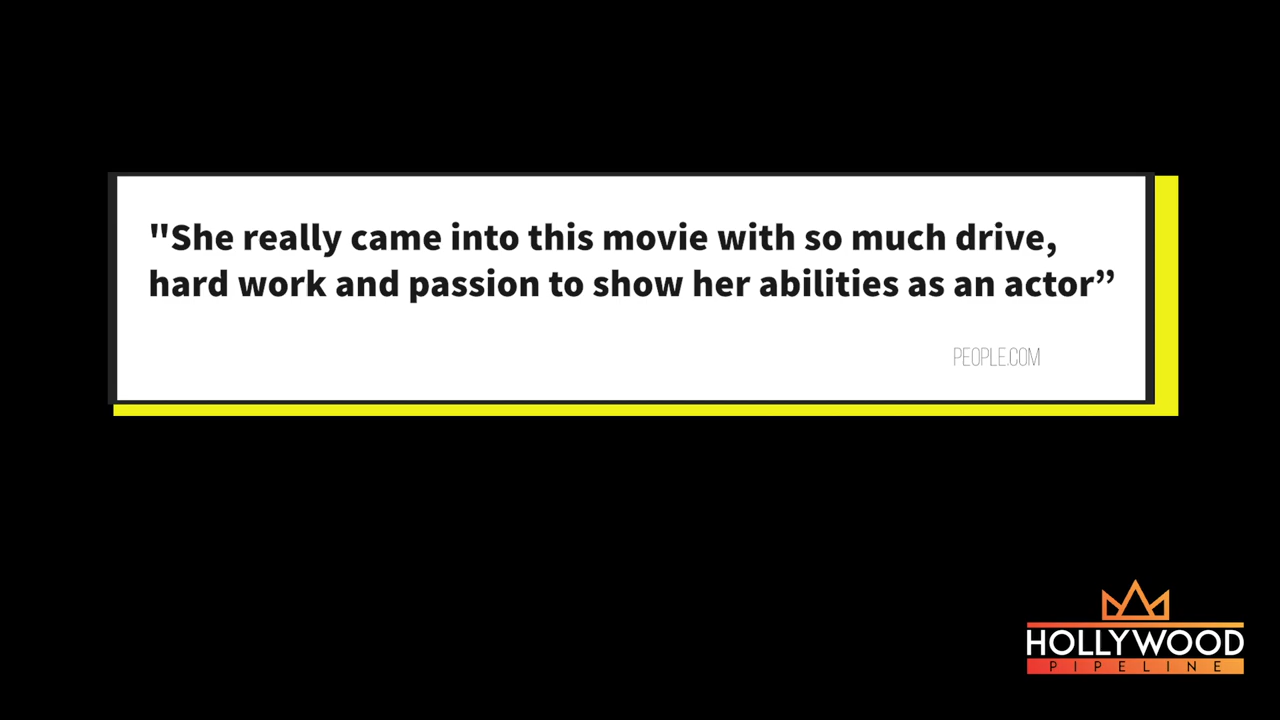 "She really came into this movie with so much drive,
hard work and passion to show her abilities as an actor”
PEOPLE.COM
HOLLYWOOD
PIPELINE